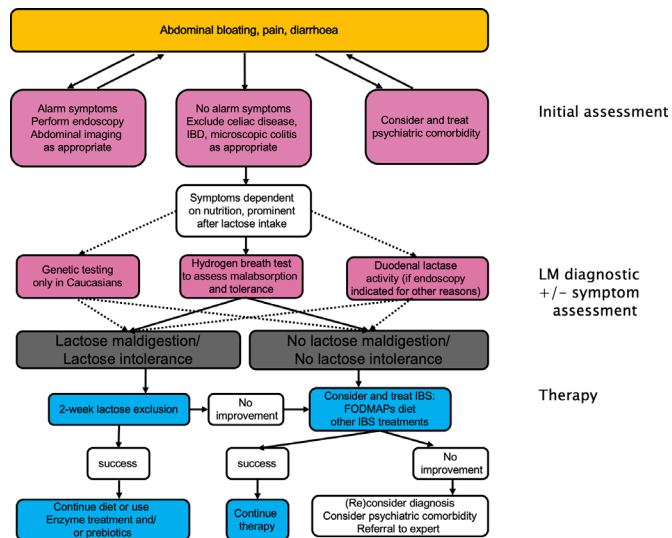 Abdominal bloating, pain, diarrhoea
Alarm symptoms
Perform endoscopy
Abdominal imaging
as appropriate
No alarm symptoms
Exclude celiac disease,
IBD, microscopic colitis
as appropriate
Consider and treat
psychiatric comorbidity
Initial assessment
Symptoms dependent
on nutrition, prominent
after lactose intake
Genetic testing
only in Caucasians
Hydrogen breath test
to assess malabsorption
and tolerance
Duodenal lactase
activity (if endoscopy
indicated for other reasons)
LM diagnostic
+/− symptom
assessment
Lactose maldigestion/
Lactose intolerance
No lactose maldigestion/
No lactose intolerance
Therapy
2-week lactose exclusion
No
improvement
Consider and treat IBS:
FODMAPs diet
other IBS treatments
success
success
No
improvement
Continue diet or use
Enzyme treatment and/
or prebiotics
Continue
therapy
(Re)consider diagnosis
Consider psychiatric comorbidity
Referral to expert